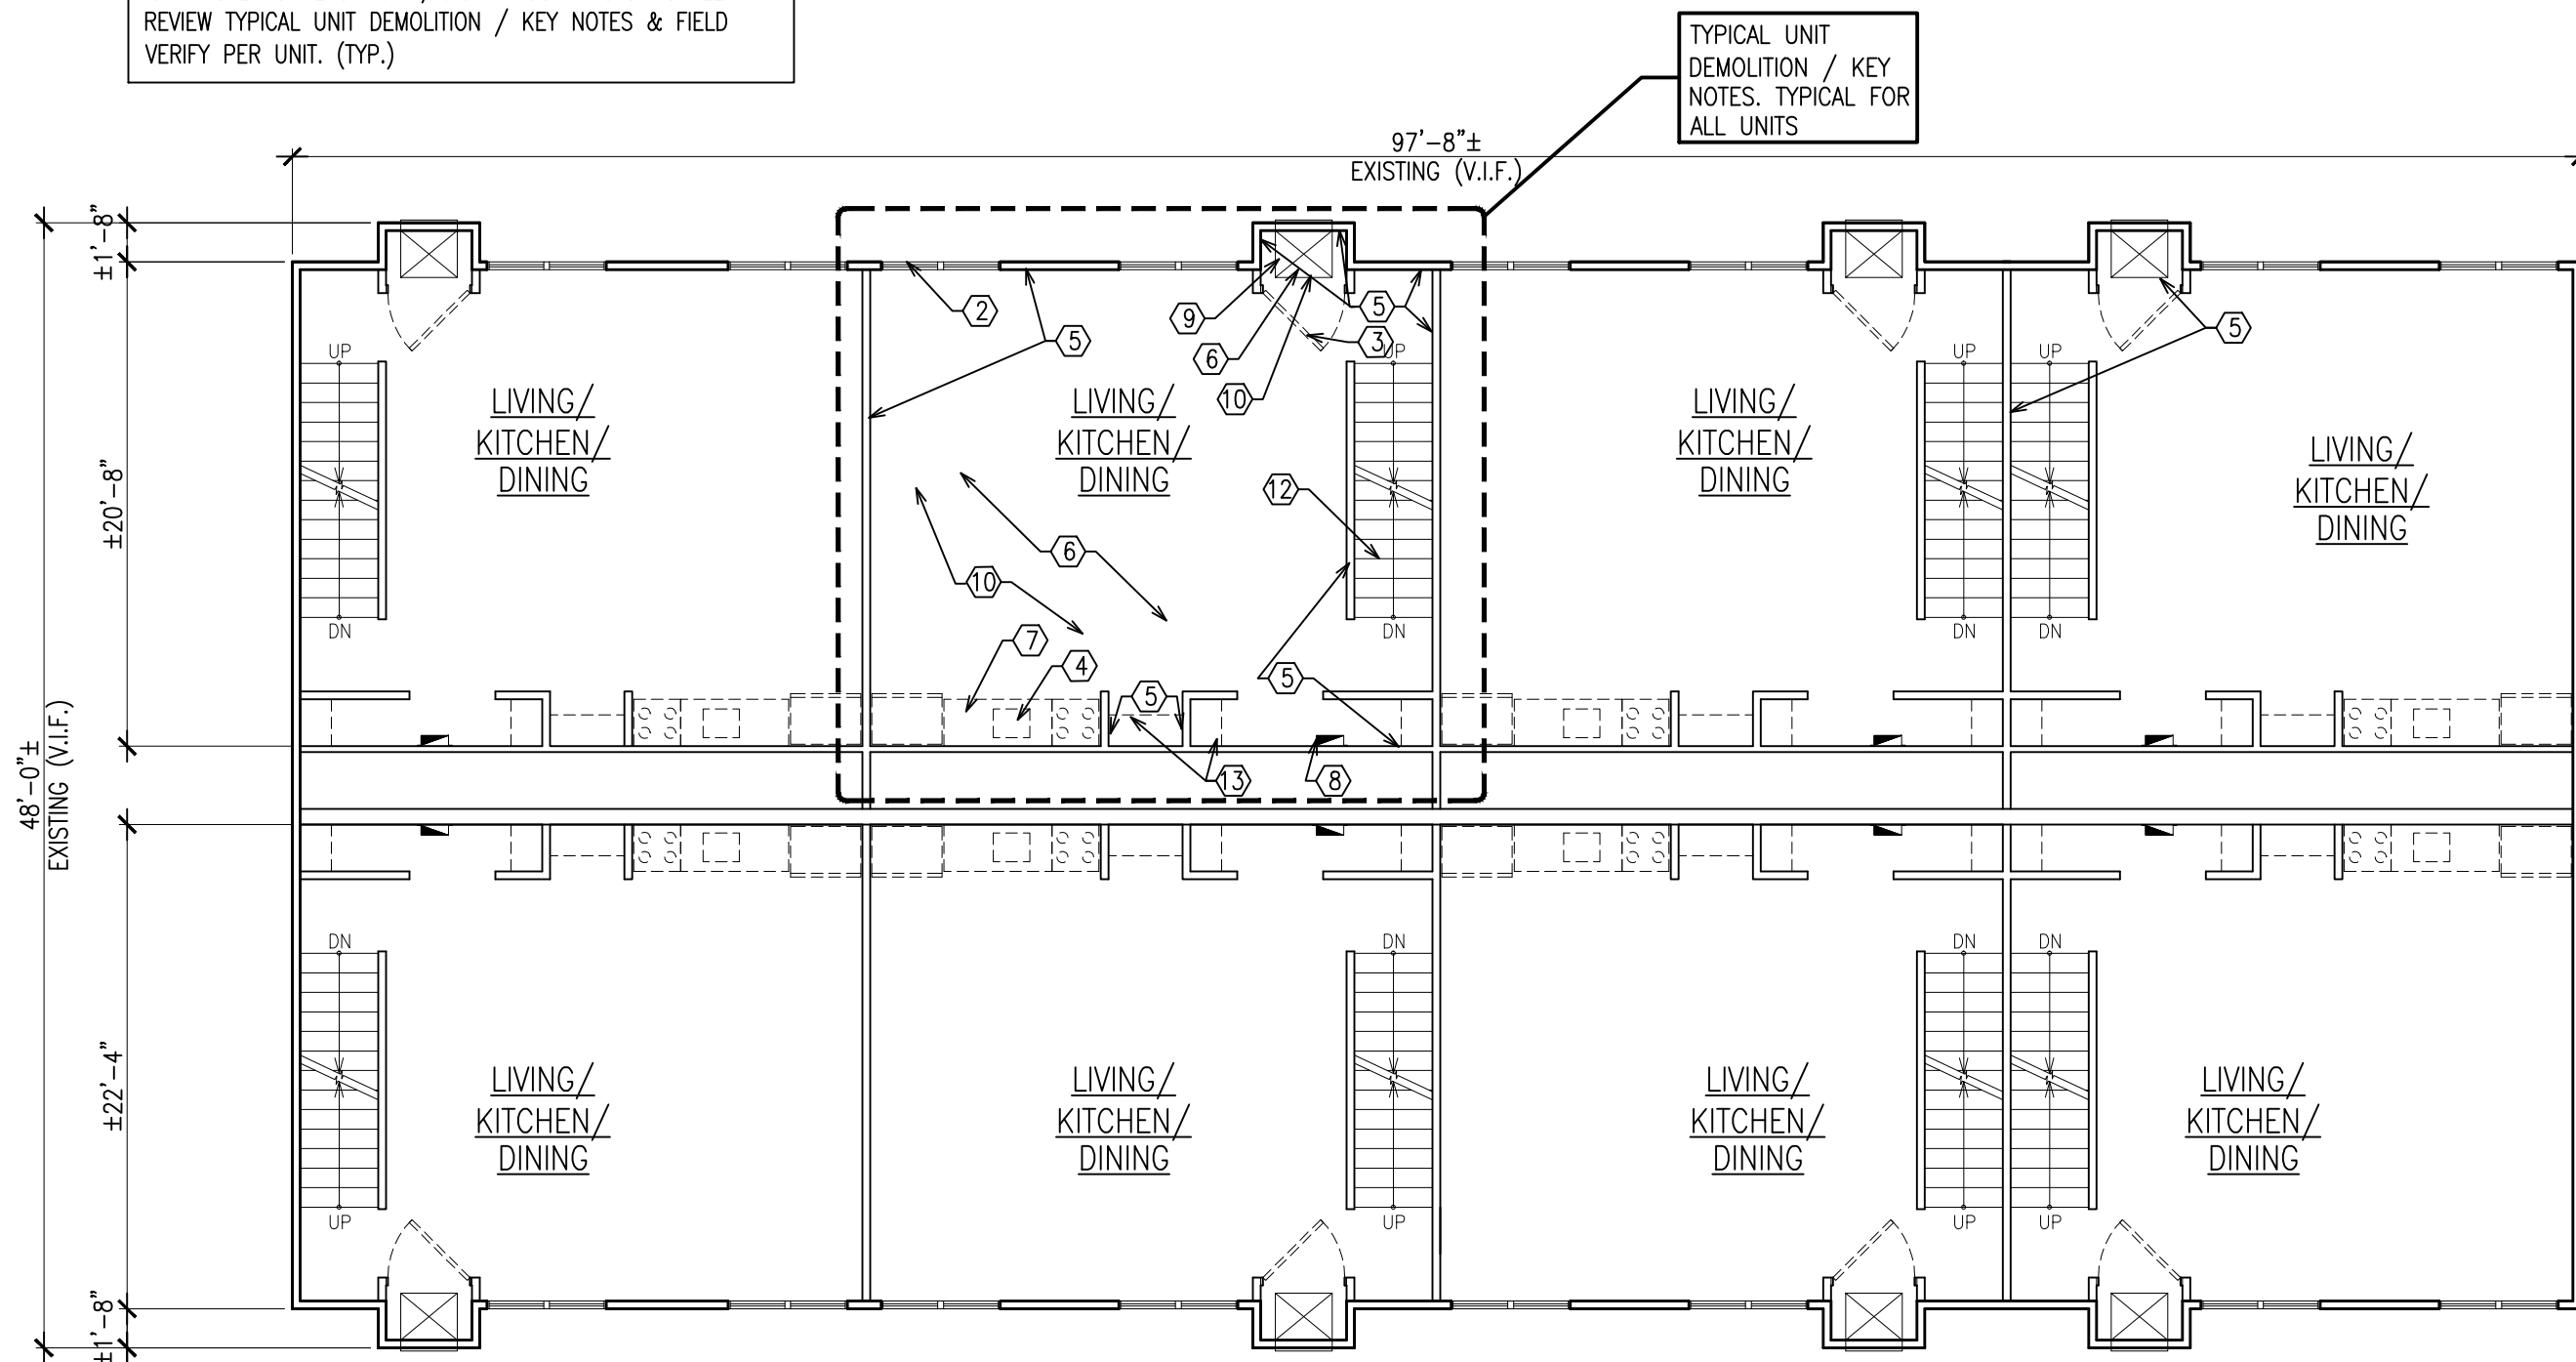 REVIEW TYPICAL UNIT DEMOLITION / KEY NOTES & FIELD
VERIFY PER UNIT. (TYP.)
TYPICAL UNIT
DEMOLITION / KEY
NOTES. TYPICAL FOR
ALL UNITS
97'-8"±
EXISTING (V.I.F.)
±1'-8"
±20'-8"
48'-0"±
EXISTING (V.I.F.)
±22'-4"
±1'-8"
2
5
9
6
10
5
3
5
UP
UP
UP
UP
LIVING/
KITCHEN/
DINING
LIVING/
KITCHEN/
DINING
LIVING/
KITCHEN/
DINING
LIVING/
KITCHEN/
DINING
12
6
10
7
4
5
5
13
8
DN
DN
DN
DN
DN
DN
DN
DN
LIVING/
KITCHEN/
DINING
LIVING/
KITCHEN/
DINING
LIVING/
KITCHEN/
DINING
LIVING/
KITCHEN/
DINING
UP
UP
UP
UP